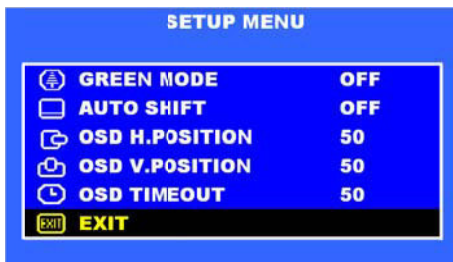 SETUP MENU
GREEN MODE OFF
AUTO SHIFT OFF
OSD H.POSITION 50
OSD V.POSITION 50
OSD TIMEOUT 50
EXIT EXIT